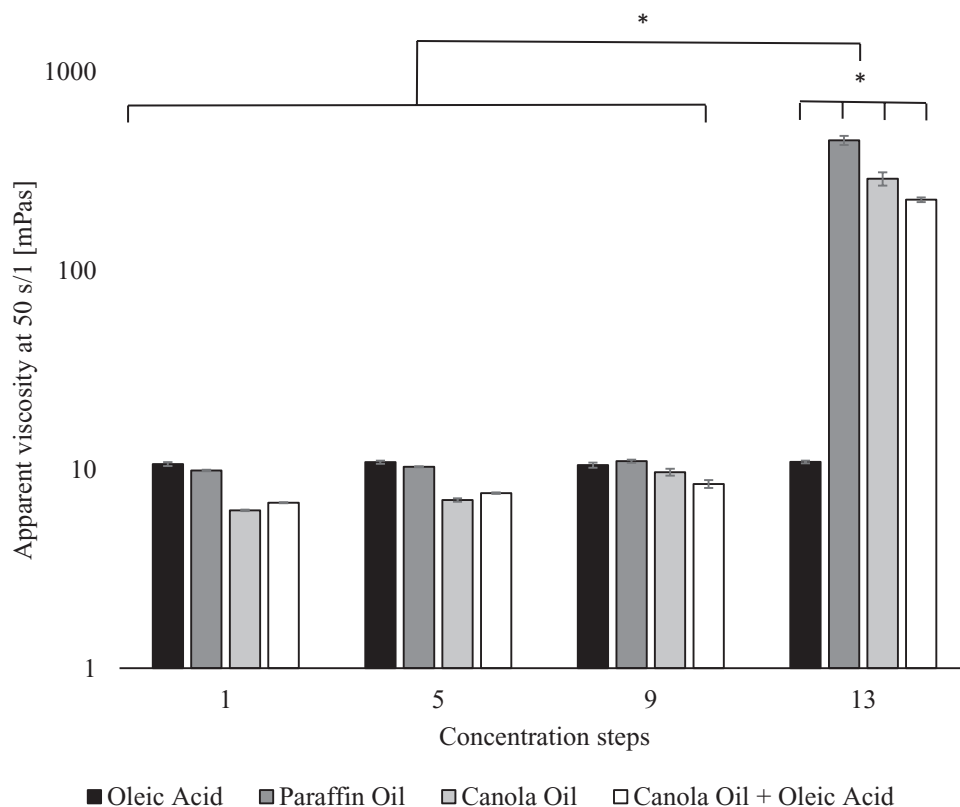 *
1000
*
100
10
1
Apparent viscosity at 50 s/1 [mPas]
1 5 9 13
Concentration steps
Oleic Acid Paraffin Oil Canola Oil Canola Oil + Oleic Acid